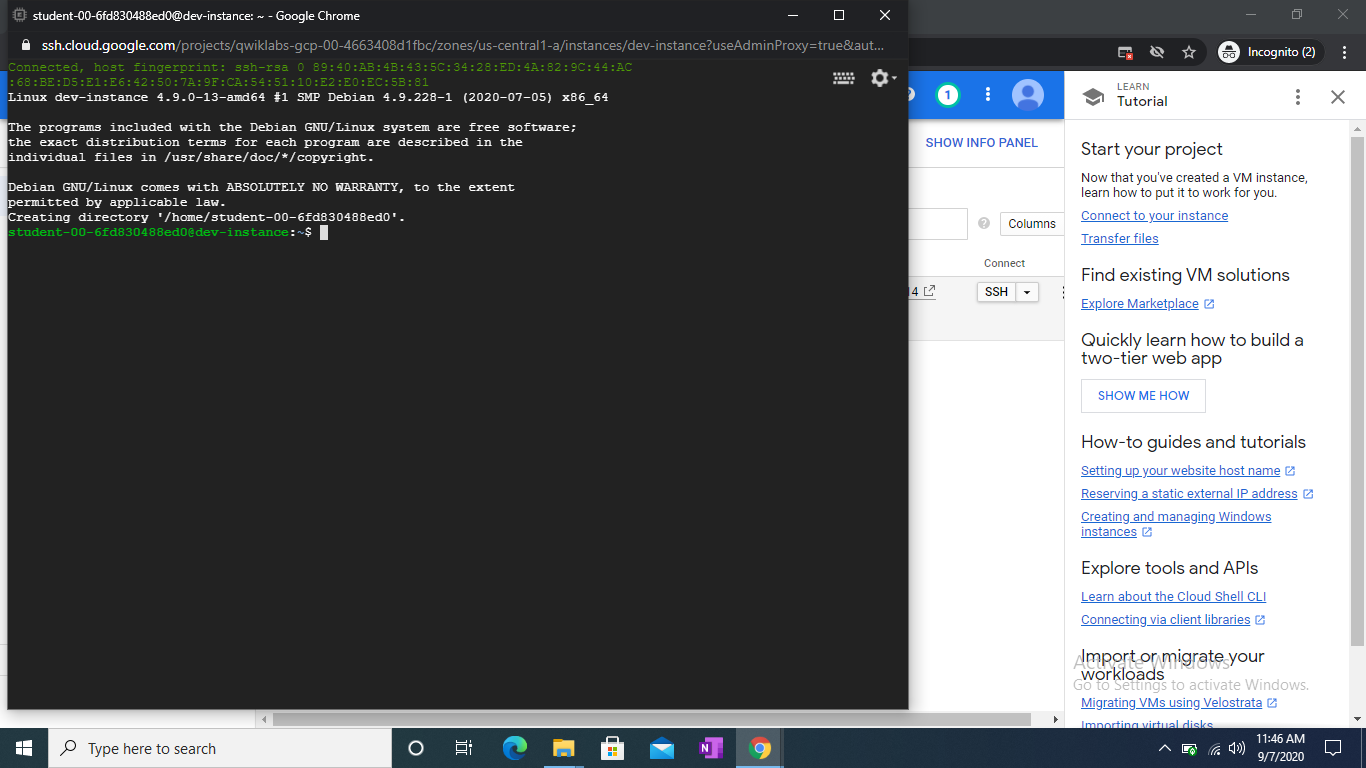 student-00-6fd830488ed0@dev-instance: ~ - Google Chrome
ssh.cloud.google.com/projects/qwiklabs-gcp-00-4663408d1fbc/zones/us-central1-a/instances/dev-instance?useAdminProxy=true&aut...
Connected, host fingerprint: ssh-rsa 0 89:40:AB:4B:43:5C:34:28:ED:4A:82:9C:44:AC
:68:BE:D5:E1:E6:42:50:7A:9F:CA:54:51:10:E2:E0:EC:5B:81
Linux dev-instance 4.9.0-13-amd64 #1 SMP Debian 4.9.228-1 (2020-07-05) x86_64
The programs included with the Debian GNU/Linux system are free software;
the exact distribution terms for each program are described in the
individual files in /usr/share/doc/*/copyright.
Debian GNU/Linux comes with ABSOLUTELY NO WARRANTY, to the extent
permitted by applicable law.
Creating directory '/home/student-00-6fd830488ed0'.
student-00-6fd830488ed0@dev-instance:~$
Incognito (2)
1
SHOW INFO PANEL
Columns
Connect
14
SSH
LEARN
Tutorial
Start your project
Now that you've created a VM instance,
learn how to put it to work for you.
Connect to your instance
Transfer files
Find existing VM solutions
Explore Marketplace
Quickly learn how to build a
two-tier web app
SHOW ME HOW
How-to guides and tutorials
Setting up your website host name
Reserving a static external IP address
Creating and managing Windows
instances
Explore tools and APIs
Learn about the Cloud Shell CLI
Connecting via client libraries
Import or migrate your
workloads
Migrating VMs using Velostrata
Importing virtual disks
Activate Windows
Go to Settings to activate Windows.
Type here to search
11:46 AM
9/7/2020